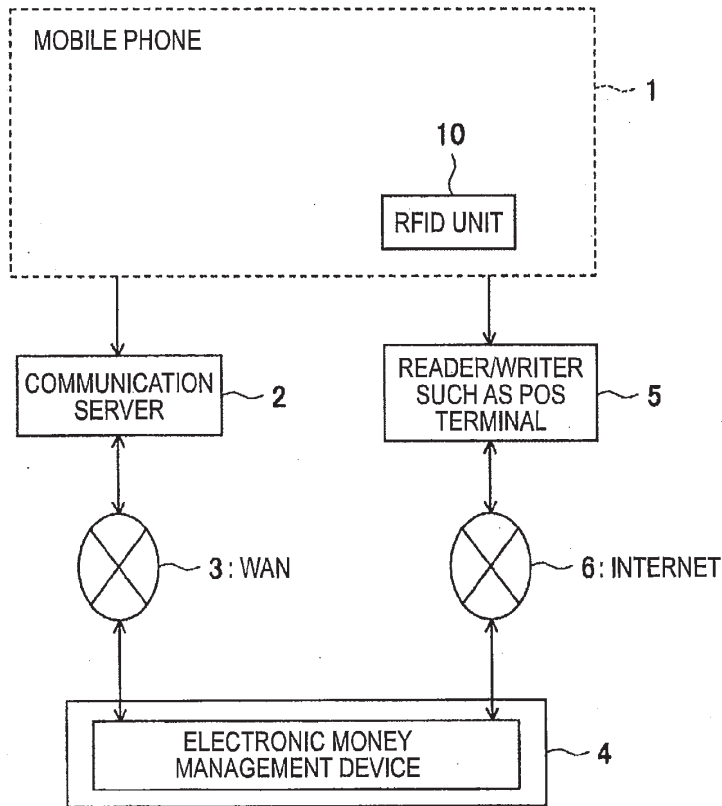 MOBILE PHONE
1
10
RFID UNIT
COMMUNICATION
SERVER
2
READER/WRITER
SUCH AS POS
TERMINAL
5
3 : WAN
6 : INTERNET
ELECTRONIC MONEY
MANAGEMENT DEVICE
4